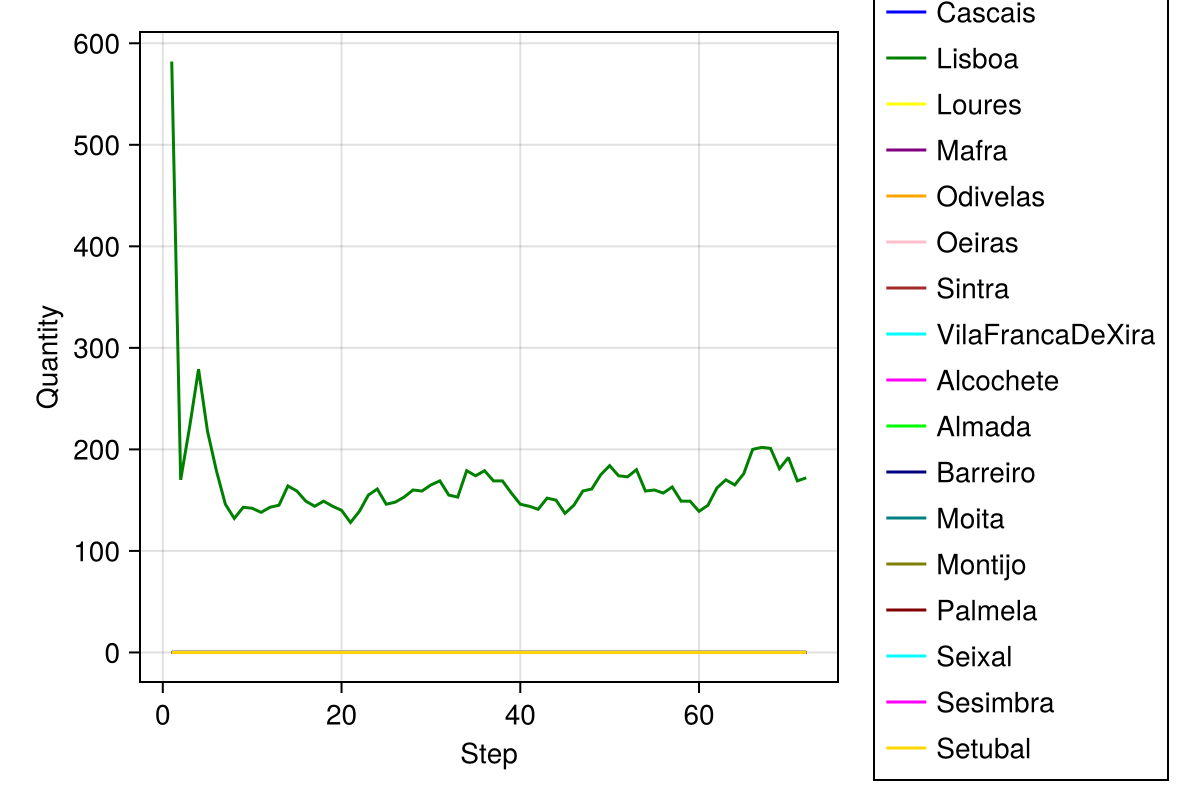 600
500
400
300
200
100
0
Quantity
0 20 40 60
Step
Cascais
Lisboa
Loures
Mafra
Odivelas
Oeiras
Sintra
VilaFrancaDeXira
Alcochete
Almada
Barreiro
Moita
Montijo
Palmela
Seixal
Sesimbra
Setubal